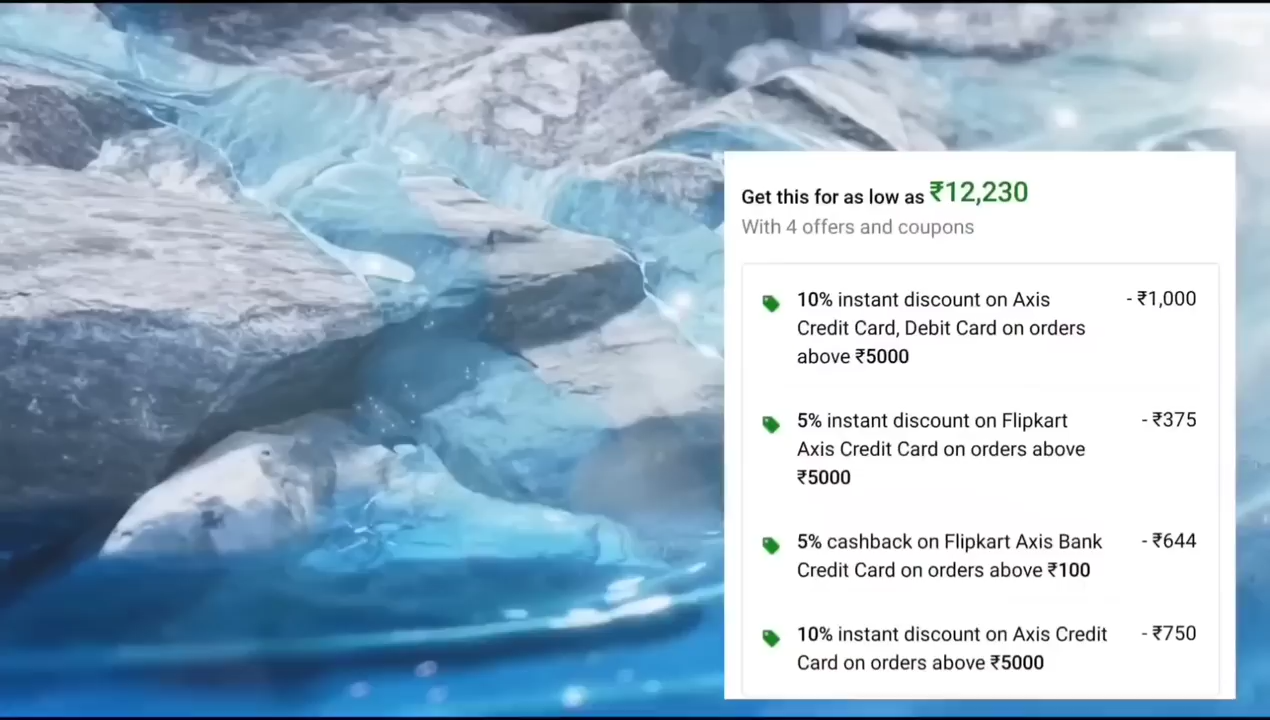 Get this for as low as ₹12,230
With 4 offers and coupons
10% instant discount on Axis - ₹1,000
Credit Card, Debit Card on orders
above ₹5000
5% instant discount on Flipkart - ₹375
Axis Credit Card on orders above
₹5000
5% cashback on Flipkart Axis Bank - ₹644
Credit Card on orders above ₹100
10% instant discount on Axis Credit - ₹750
Card on orders above ₹5000